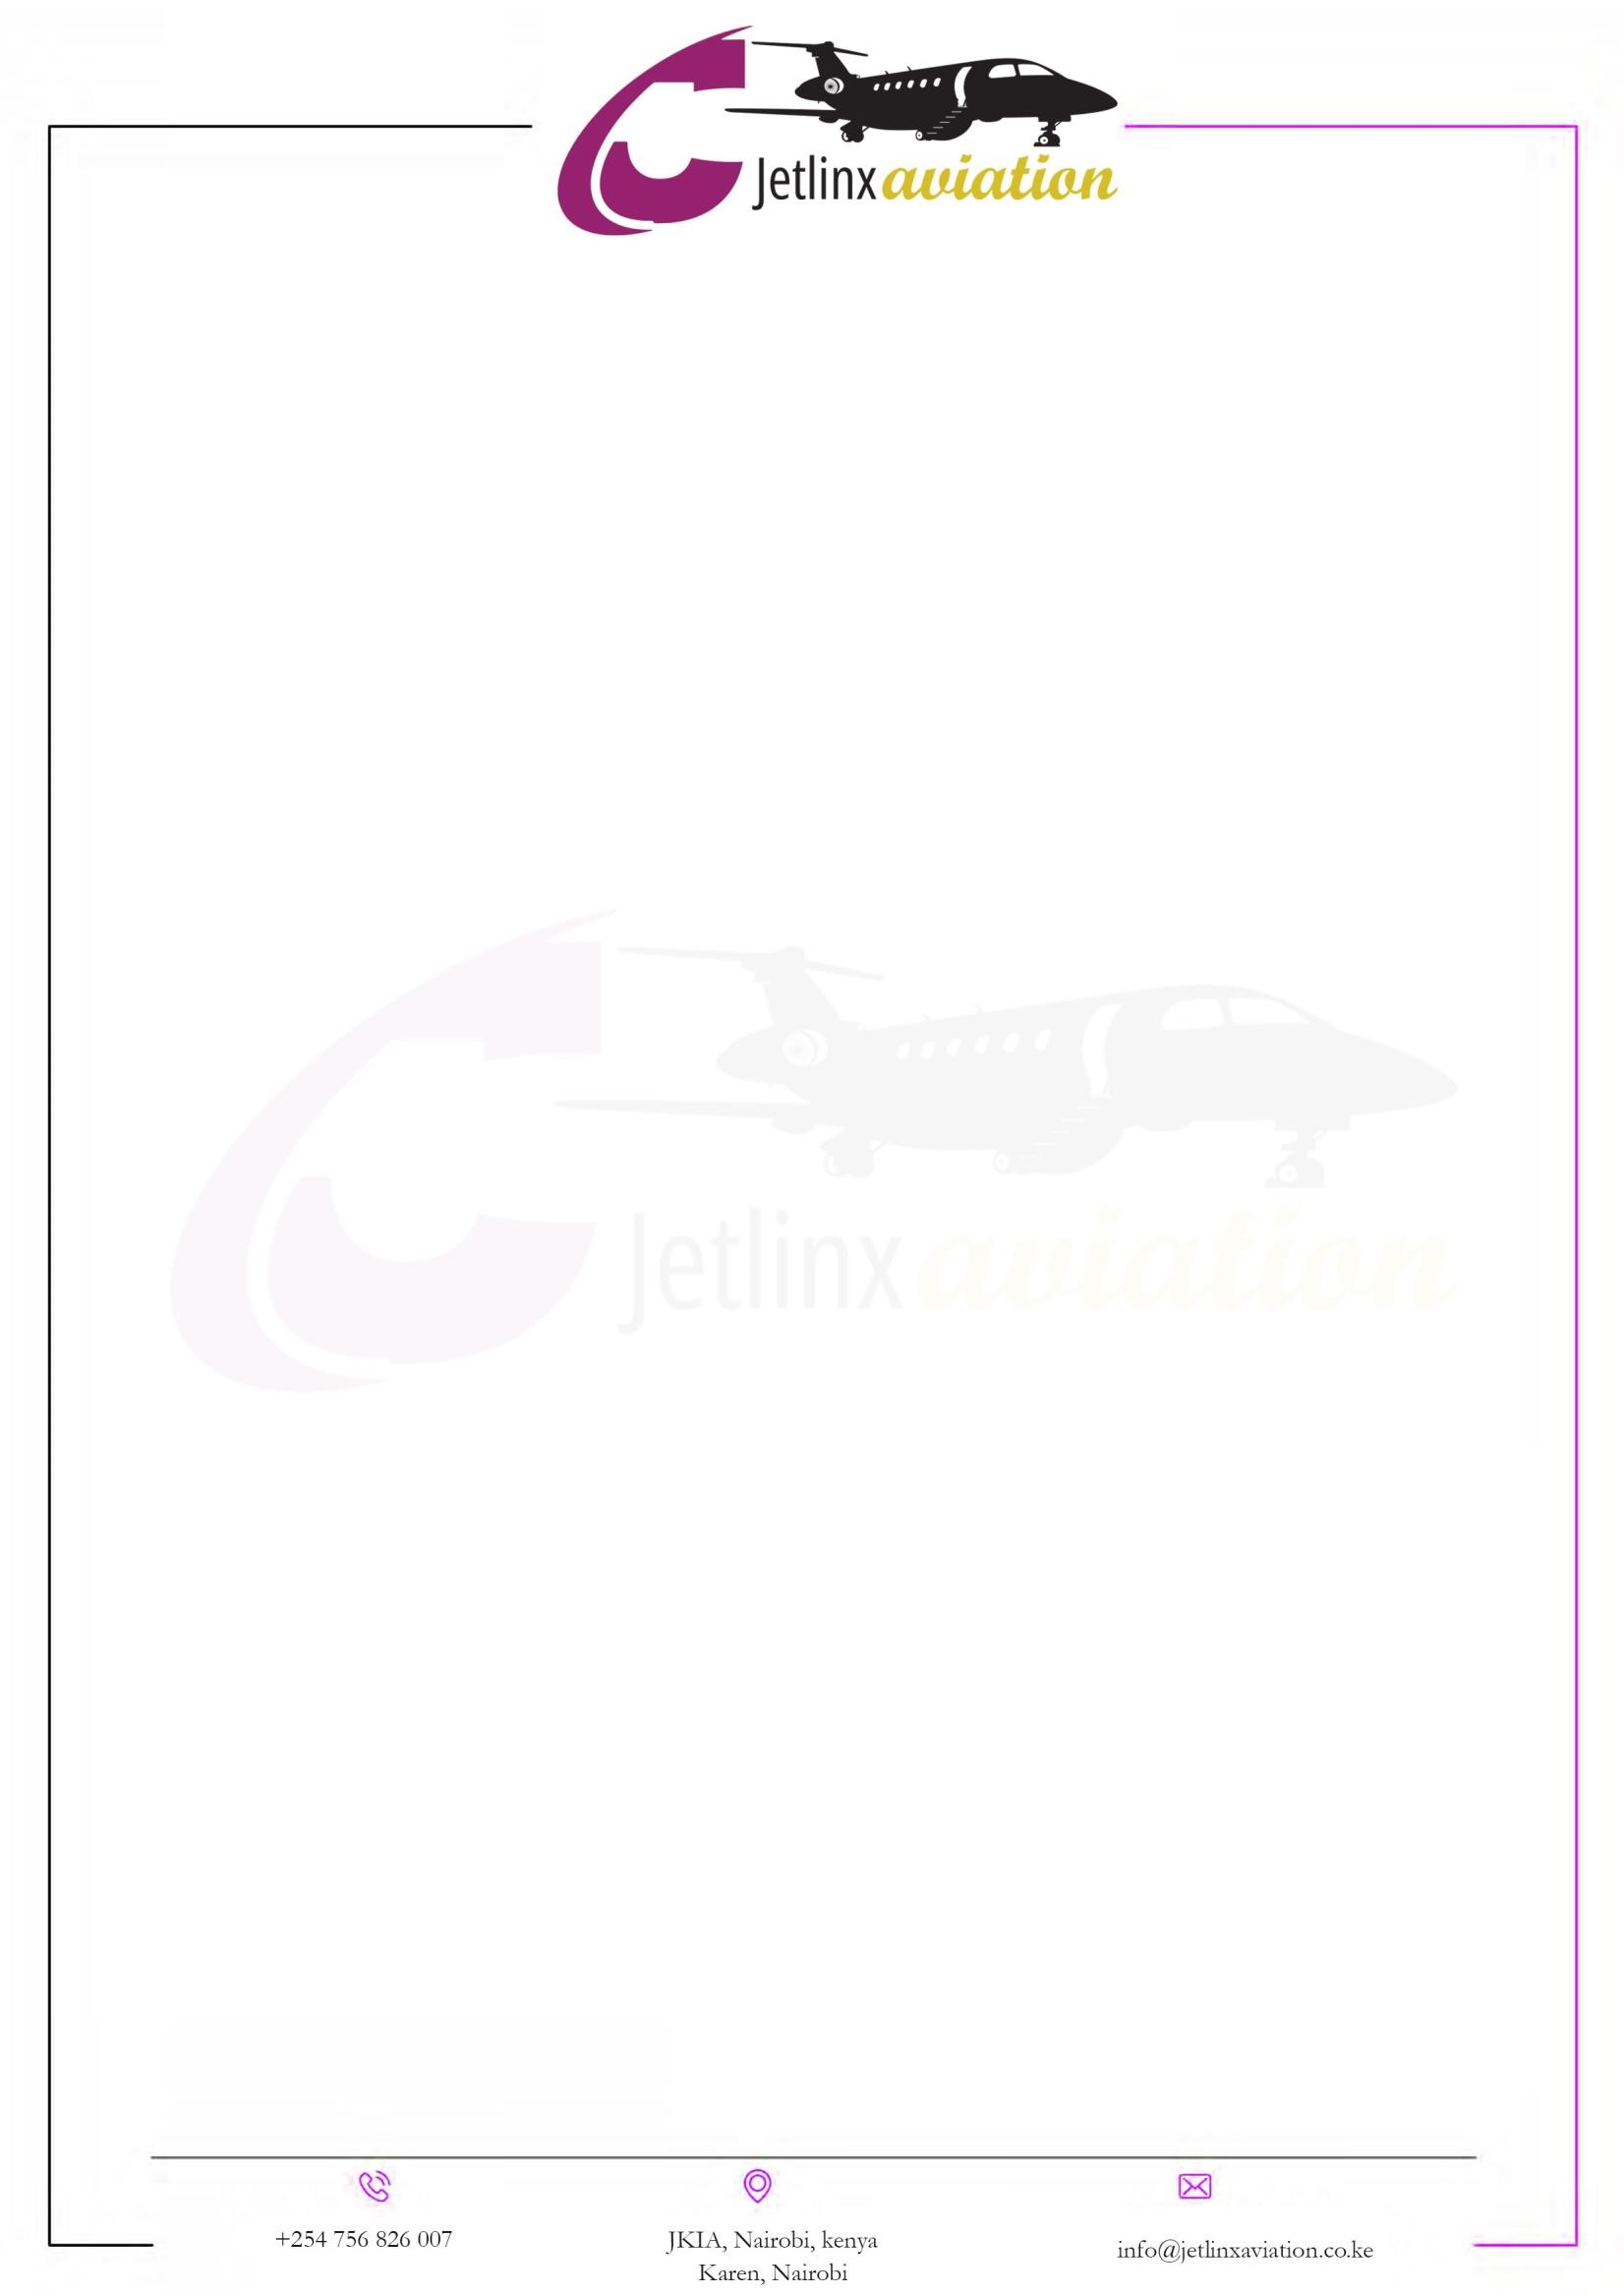 Jetlinx aviation
Jetlinx aviation
+254 756 826 007
JKIA, Nairobi, kenya
Karen, Nairobi
info@jetlinxaviation.co.ke